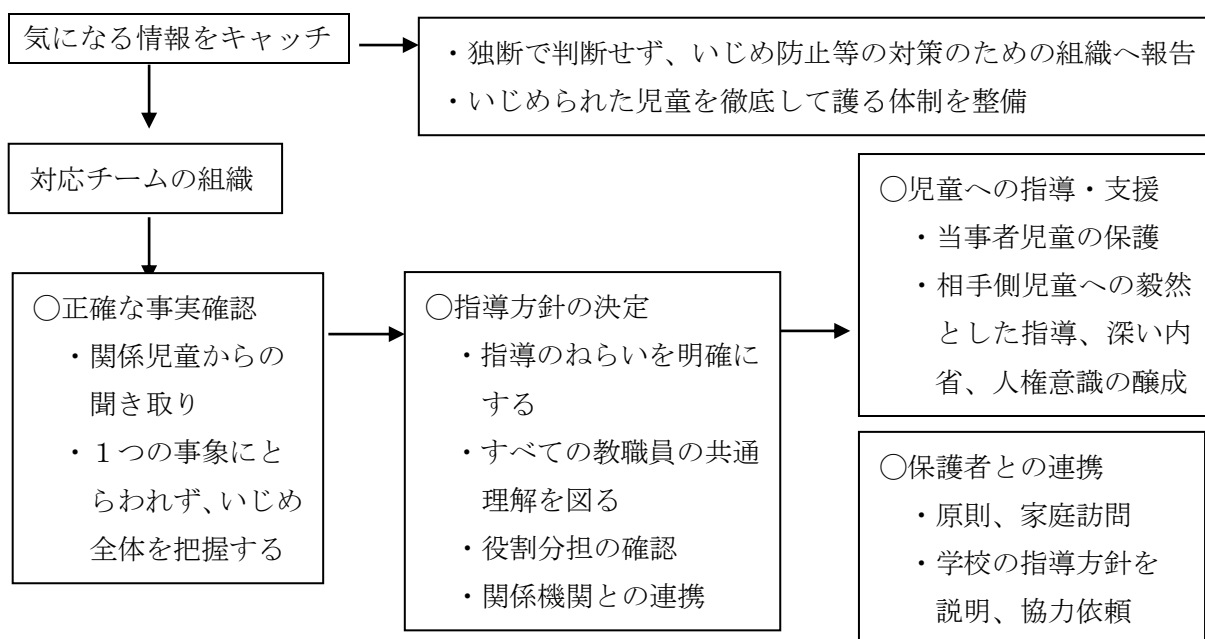 気になる情報をキャッチ
・独断で判断せず、いじめ防止等の対策のための組織へ報告
・いじめられた児童を徹底して護る体制を整備
対応チームの組織
○正確な事実確認
・関係児童からの
聞き取り
・１つの事象にと
らわれず、いじめ
全体を把握する
○指導方針の決定
・指導のねらいを明確に
する
・すべての教職員の共通
理解を図る
・役割分担の確認
・関係機関との連携
○児童への指導・支援
・当事者児童の保護
・相手側児童への毅然
とした指導、深い内
省、人権意識の醸成
○保護者との連携
・原則、家庭訪問
・学校の指導方針を
説明、協力依頼